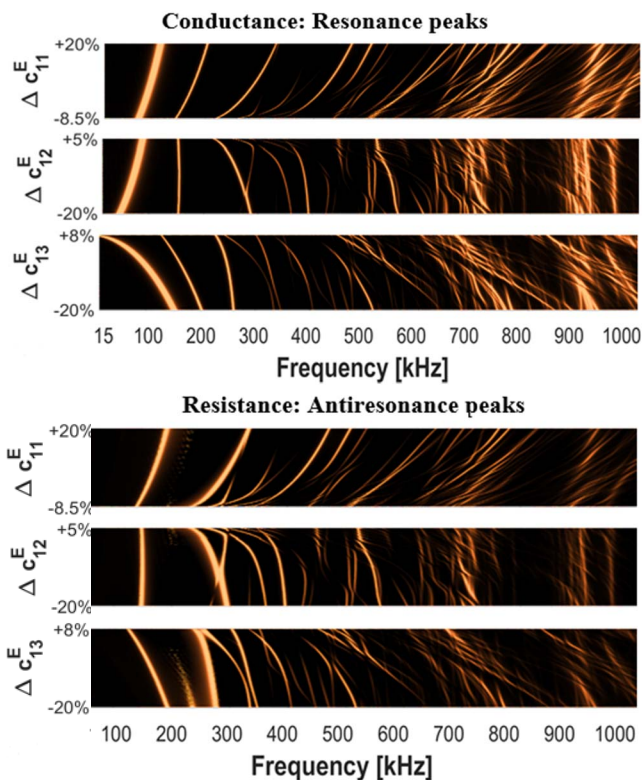 Conductance: Resonance peaks
+20%
Δ c₁₁ᴱ
-8.5%
+5%
Δ c₁₂ᴱ
-20%
+8%
Δ c₁₃ᴱ
-20%
15 100 200 300 400 500 600 700 800 900 1000
Frequency [kHz]
Resistance: Antiresonance peaks
+20%
Δ c₁₁ᴱ
-8.5%
+5%
Δ c₁₂ᴱ
-20%
+8%
Δ c₁₃ᴱ
-20%
100 200 300 400 500 600 700 800 900 1000
Frequency [kHz]